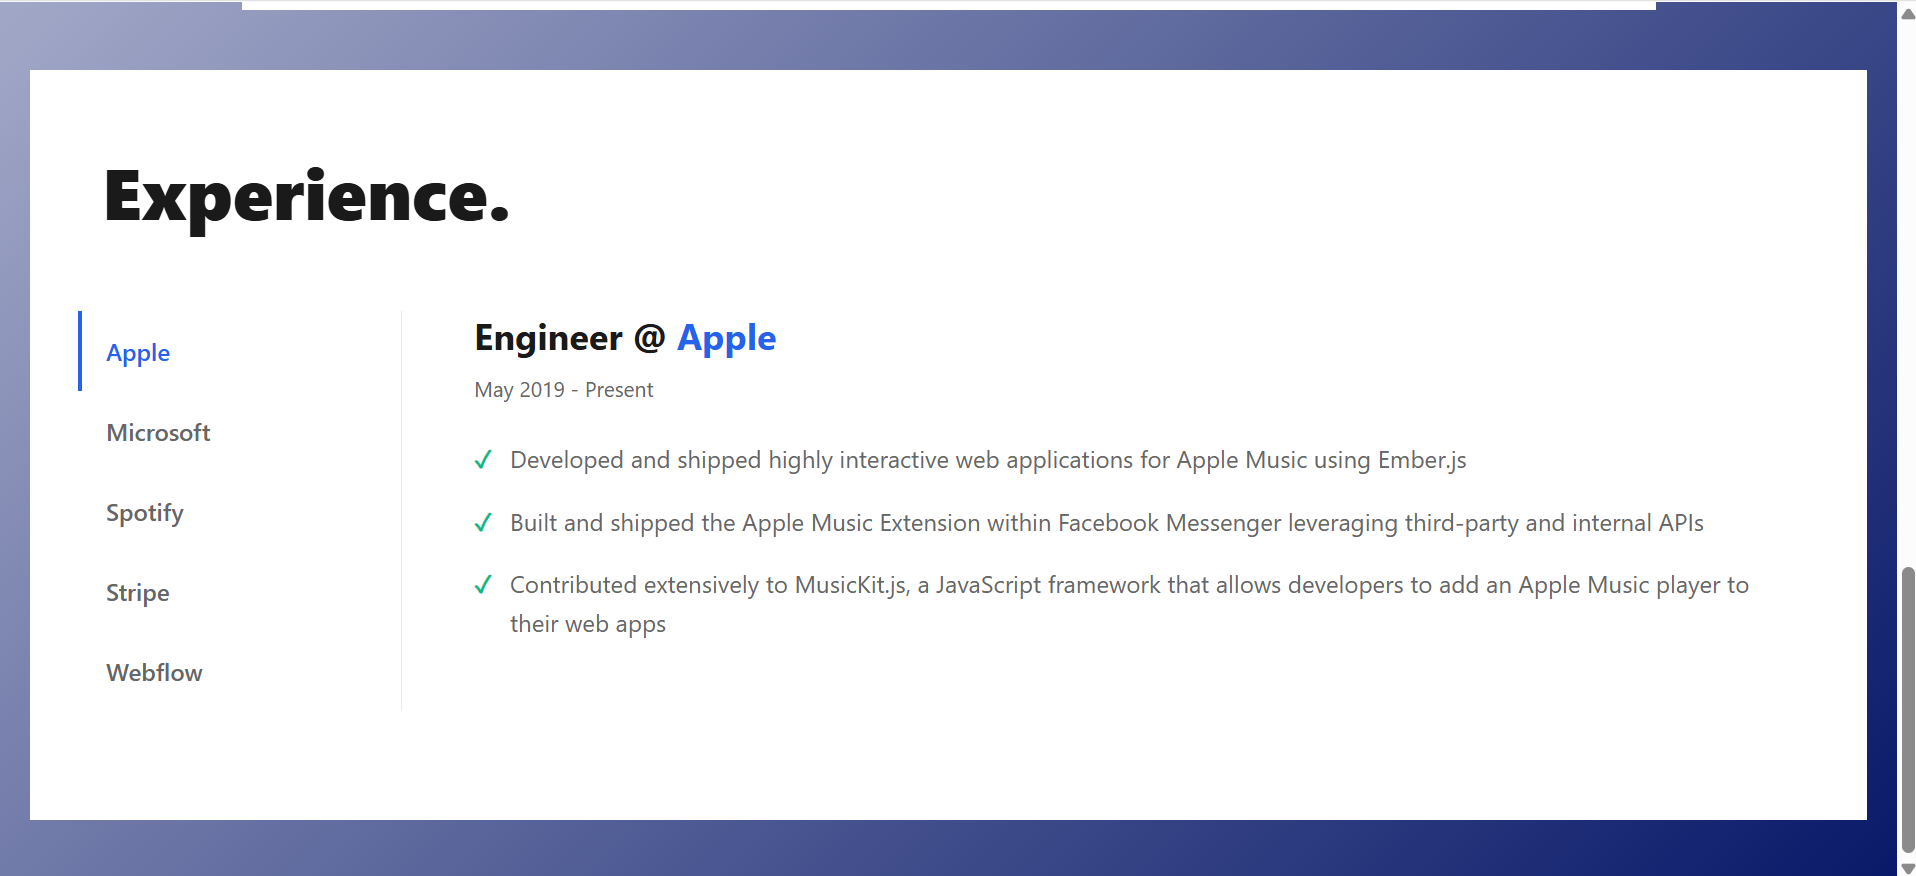 Experience.
Apple
Microsoft
Spotify
Stripe
Webflow
Engineer @ Apple
May 2019 - Present
✓ Developed and shipped highly interactive web applications for Apple Music using Ember.js
✓ Built and shipped the Apple Music Extension within Facebook Messenger leveraging third-party and internal APIs
✓ Contributed extensively to MusicKit.js, a JavaScript framework that allows developers to add an Apple Music player to
their web apps